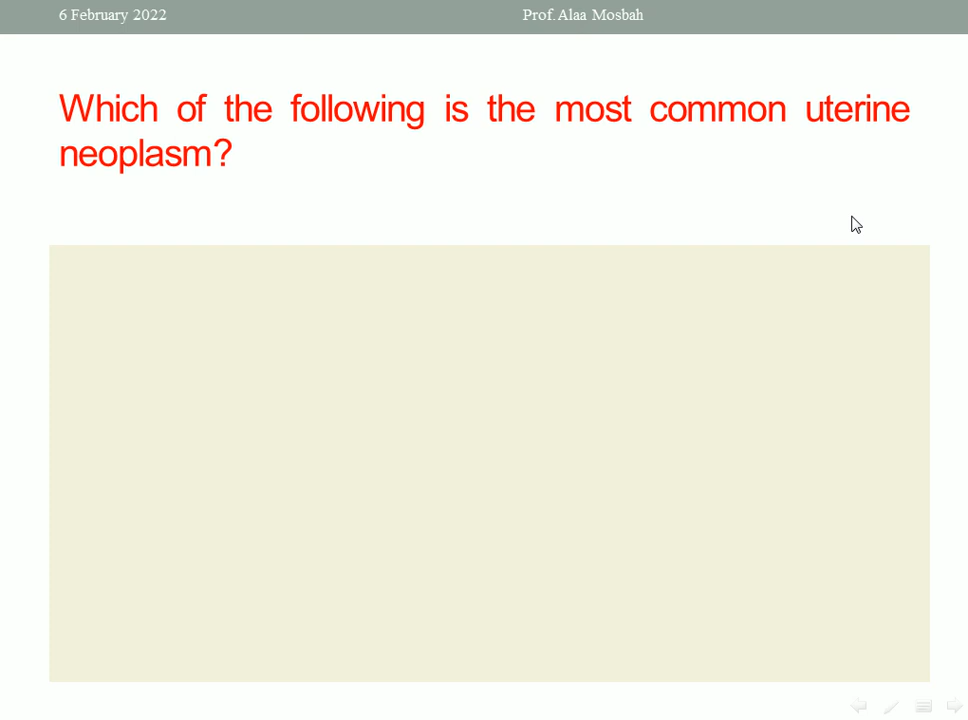 6 February 2022 Prof. Alaa Mosbah
Which of the following is the most common uterine
neoplasm?